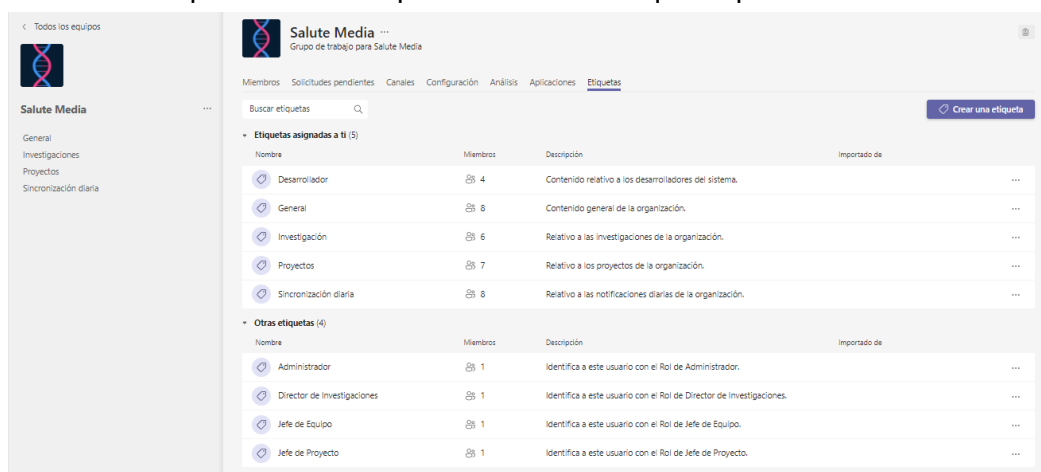 Todos los equipos
Salute Media ...
General
Investigaciones
Proyectos
Sincronización diaria
Salute Media ...
Grupo de trabajo para Salute Media
Miembros Solicitudes pendientes Canales Configuración Análisis Aplicaciones Etiquetas
Buscar etiquetas Crear una etiqueta
Etiquetas asignadas a ti (5)
Nombre Miembros Descripción Importado de
Desarrollador 4 Contenido relativo a los desarrolladores del sistema. ...
General 8 Contenido general de la organización. ...
Investigación 6 Relativo a las investigaciones de la organización. ...
Proyectos 7 Relativo a los proyectos de la organización. ...
Sincronización diaria 8 Relativo a las notificaciones diarias de la organización. ...
Otras etiquetas (4)
Nombre Miembros Descripción Importado de
Administrador 1 Identifica a este usuario con el Rol de Administrador. ...
Director de Investigaciones 1 Identifica a este usuario con el Rol de Director de Investigaciones. ...
Jefe de Equipo 1 Identifica a este usuario con el Rol de Jefe de Equipo. ...
Jefe de Proyecto 1 Identifica a este usuario con el Rol de Jefe de Proyecto. ...